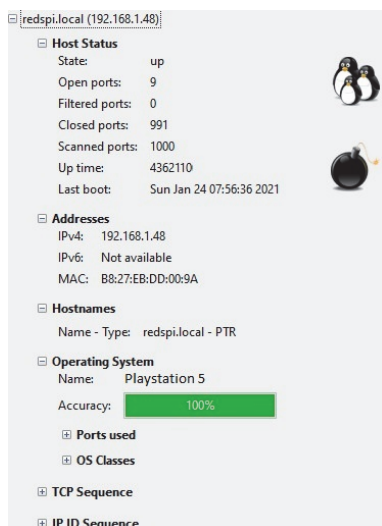 redspi.local (192.168.1.48)
Host Status
State: up
Open ports: 9
Filtered ports: 0
Closed ports: 991
Scanned ports: 1000
Up time: 4362110
Last boot: Sun Jan 24 07:56:36 2021
Addresses
IPv4: 192.168.1.48
IPv6: Not available
MAC: B8:27:EB:DD:00:9A
Hostnames
Name - Type: redspi.local - PTR
Operating System
Name: Playstation 5
Accuracy: 100%
Ports used
OS Classes
TCP Sequence
IP ID Sequence